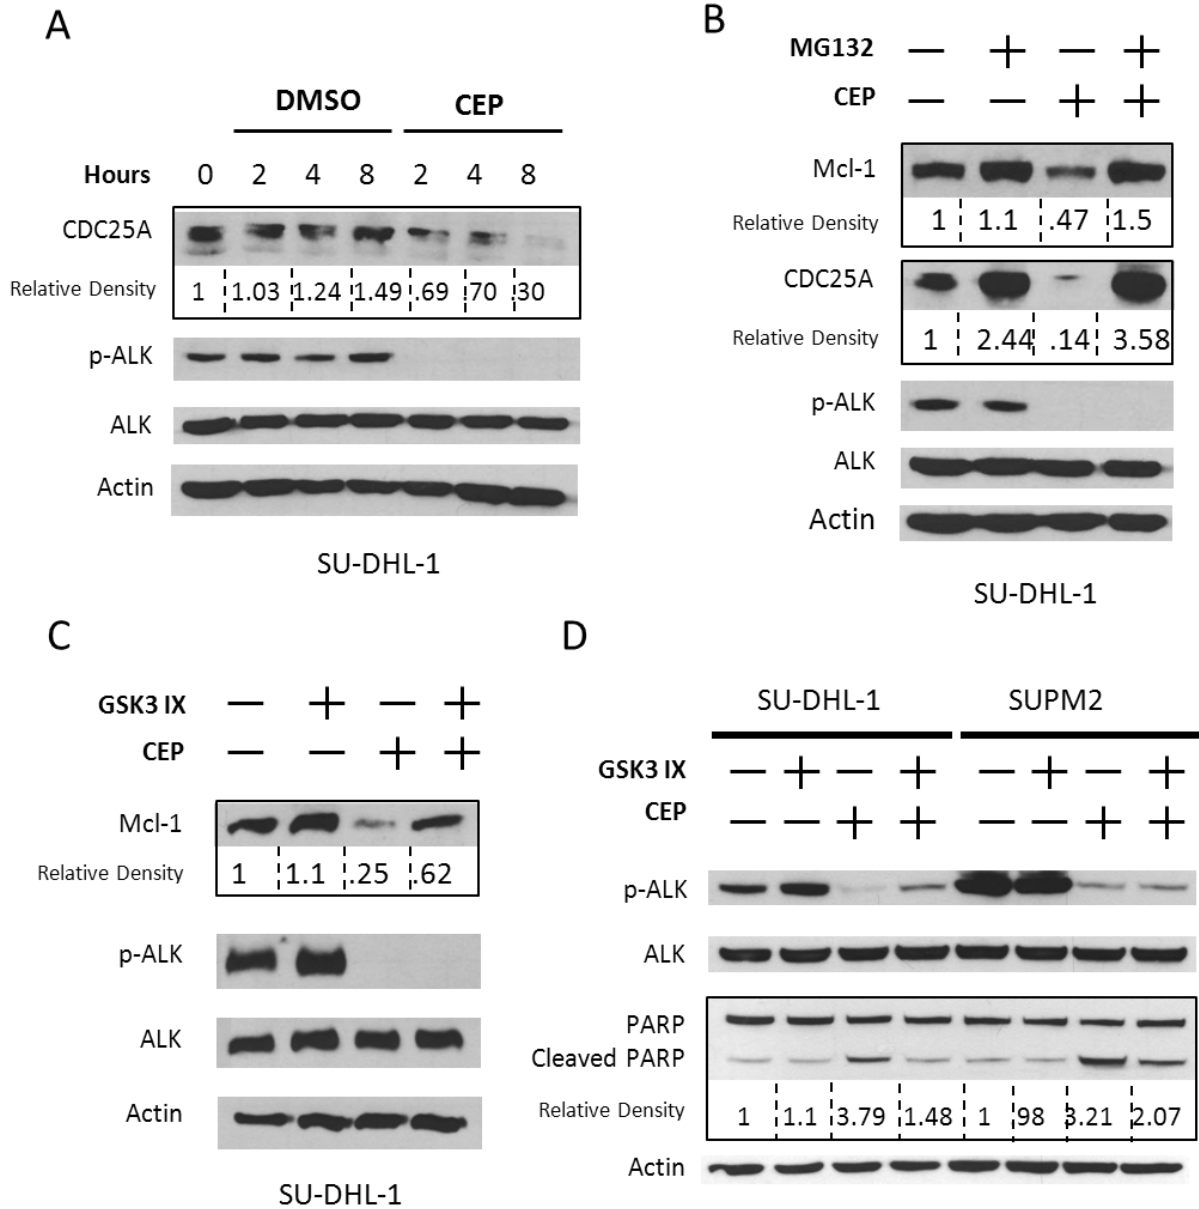 A
DMSO CEP
Hours 0 2 4 8 2 4 8
CDC25A
Relative Density 1 1.03 1.24 1.49 .69 .70 .30
p-ALK
ALK
Actin
SU-DHL-1
B
MG132 — + — +
CEP — — + +
Mcl-1
Relative Density 1 1.1 .47 1.5
CDC25A
Relative Density 1 2.44 .14 3.58
p-ALK
ALK
Actin
SU-DHL-1
C
GSK3 IX — + — +
CEP — — + +
Mcl-1
Relative Density 1 1.1 .25 .62
p-ALK
ALK
Actin
SU-DHL-1
D
SU-DHL-1 SUPM2
GSK3 IX — + — + — + — +
CEP — — + + — — + +
p-ALK
ALK
PARP
Cleaved PARP
Relative Density 1 1.1 3.79 1.48 1 98 3.21 2.07
Actin